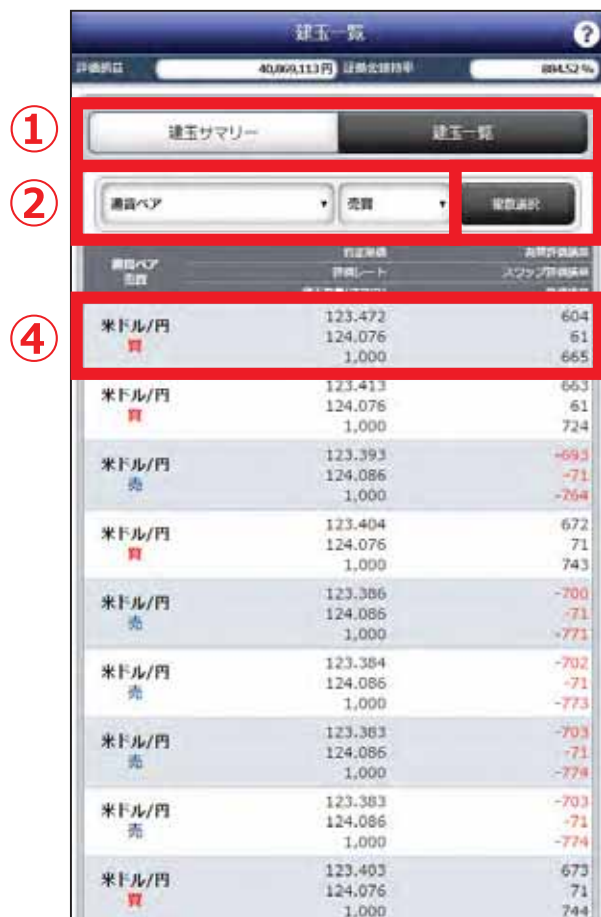 建玉一覧
?
評価損益 40,869,113円 証拠金維持率 884.52%
①
建玉サマリー 建玉一覧
②
通貨ペア 売買 複数選択
通貨ペア
売買
約定価格
評価レート
売買評価損益
スワップ評価損益
④
米ドル/円
買
123.472 604
124.076 61
1,000 665
米ドル/円
買
123.413 663
124.076 61
1,000 724
米ドル/円
売
123.393 -693
124.086 -71
1,000 -764
米ドル/円
買
123.404 672
124.076 71
1,000 743
米ドル/円
売
123.386 -700
124.086 -71
1,000 -771
米ドル/円
売
123.384 -702
124.086 -71
1,000 -773
米ドル/円
売
123.383 -703
124.086 -71
1,000 -774
米ドル/円
売
123.383 -703
124.086 -71
1,000 -774
米ドル/円
買
123.403 673
124.076 71
1,000 744